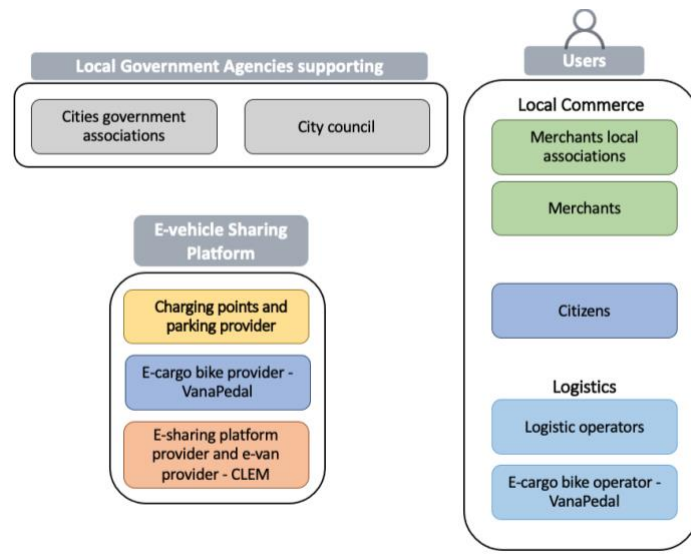 Local Government Agencies supporting
Cities government
associations
City council
E-vehicle Sharing
Platform
Charging points and
parking provider
E-cargo bike provider -
VanaPedal
E-sharing platform
provider and e-van
provider - CLEM
Users
Local Commerce
Merchants local
associations
Merchants
Citizens
Logistics
Logistic operators
E-cargo bike operator -
VanaPedal